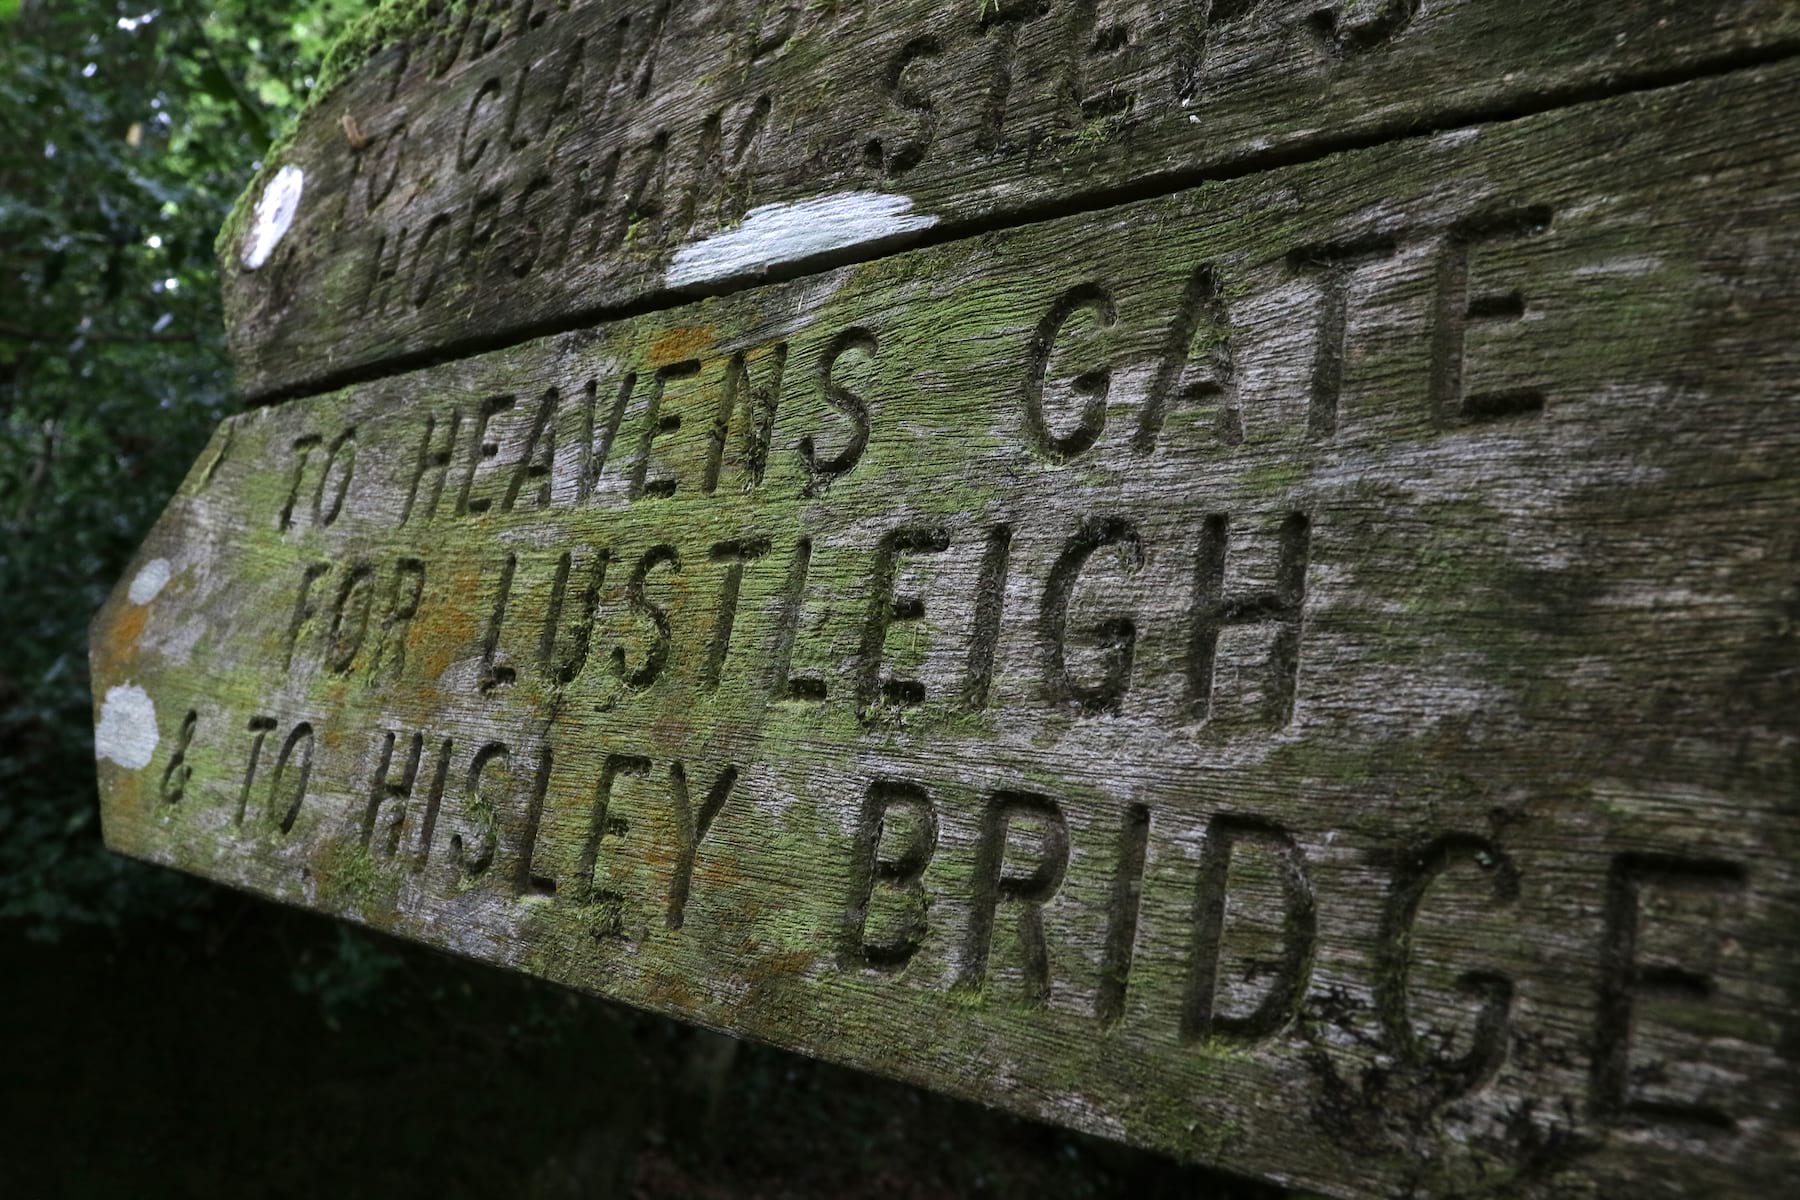 TO CLAM
HORSHAM STEPS
TO HEAVENS GATE
FOR LUSTLEIGH
& TO HISLEY BRIDGE